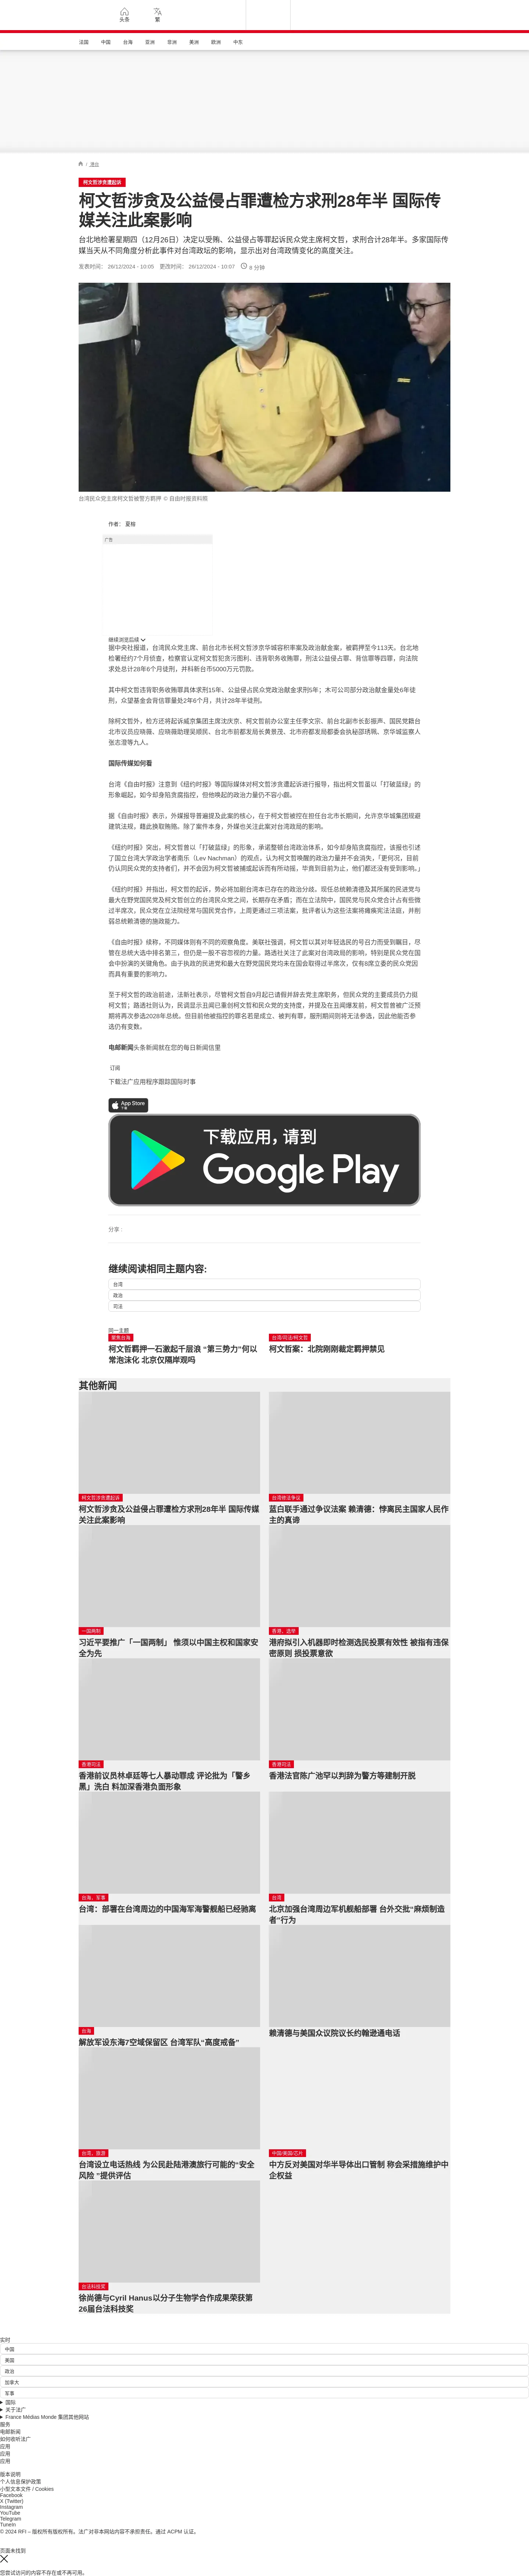 头条
繁
法国
中国
台海
亚洲
非洲
美洲
欧洲
中东
/ 港台
柯文哲涉贪遭起诉
柯文哲涉贪及公益侵占罪遭检方求刑28年半 国际传
媒关注此案影响
台北地检署星期四（12月26日）决定以受贿、公益侵占等罪起诉民众党主席柯文哲，求刑合计28年半。多家国际传
媒当天从不同角度分析此事件对台湾政坛的影响，显示出对台湾政情变化的高度关注。
发表时间： 26/12/2024 - 10:05 更改时间： 26/12/2024 - 10:07
台湾民众党主席柯文哲被警方羁押 © 自由时报资料照
作者： 夏榕
广告
继续浏览后续
据中央社报道，台湾民众党主席、前台北市长柯文哲涉京华城容积率案及政治献金案，被羁押至今113天。台北地
检署经约7个月侦查，检察官认定柯文哲犯贪污图利、违背职务收贿罪，刑法公益侵占罪、背信罪等四罪，向法院
求处总计28年6个月徒刑，并科新台币5000万元罚款。
其中柯文哲违背职务收贿罪具体求刑15年、公益侵占民众党政治献金求刑5年；木可公司部分政治献金量处6年徒
刑，众望基金会背信罪量处2年6个月，共计28年半徒刑。
除柯文哲外，检方还将起诉威京集团主席沈庆京、柯文哲前办公室主任李文宗、前台北副市长彭振声、国民党籍台
北市议员应晓薇、应晓薇助理吴顺民、台北市前都发局长黄景茂、北市府都发局都委会执秘邵琇珮、京华城监察人
张志澄等九人。
国际传媒如何看
台湾《自由时报》注意到《纽约时报》等国际媒体对柯文哲涉贪遭起诉进行报导，指出柯文哲虽以「打破蓝绿」的
形象崛起，如今却身陷贪腐指控，但他唤起的政治力量仍不容小觑。
据《自由时报》表示，外媒报导普遍提及此案的核心，在于柯文哲被控在担任台北市长期间，允许京华城集团规避
建筑法规，藉此换取贿赂。除了案件本身，外媒也关注此案对台湾政局的影响。
《纽约时报》突出，柯文哲曾以「打破蓝绿」的形象，承诺整顿台湾政治体系，如今却身陷贪腐指控，该报也引述
了国立台湾大学政治学者南乐（Lev Nachman）的观点，认为柯文哲唤醒的政治力量并不会消失，「更何况，目前
仍认同民众党的支持者们，并不会因为柯文哲被捕或起诉而有所动摇，毕竟到目前为止，他们都还没有受到影响。」
《纽约时报》并指出，柯文哲的起诉，势必将加剧台湾本已存在的政治分歧。现任总统赖清德及其所属的民进党与
最大在野党国民党及柯文哲创立的台湾民众党之间，长期存在矛盾；而在立法院中，国民党与民众党合计占有些微
过半席次，民众党在立法院经常与国民党合作，上周更通过三项法案，批评者认为这些法案将瘫痪宪法法庭，并削
弱总统赖清德的施政能力。
《自由时报》续称，不同媒体则有不同的观察角度。美联社强调，柯文哲以其对年轻选民的号召力而受到瞩目，尽
管在总统大选中排名第三，但仍是一股不容忽视的力量。路透社关注了此案对台湾政局的影响，特别是民众党在国
会中扮演的关键角色。由于执政的民进党和最大在野党国民党均未在国会取得过半席次，仅有8席立委的民众党因
而具有重要的影响力。
至于柯文哲的政治前途，法新社表示，尽管柯文哲自9月起已请假并辞去党主席职务，但民众党的主要成员仍力挺
柯文哲；路透社则认为，民调显示丑闻已重创柯文哲和民众党的支持度，并提及在丑闻爆发前，柯文哲曾被广泛预
期将再次参选2028年总统。但目前他被指控的罪名若是成立、被判有罪，服刑期间则将无法参选，因此他能否参
选仍有变数。
电邮新闻头条新闻就在您的每日新闻信里
订阅
下载法广应用程序跟踪国际时事
App Store
下载应用，请到
Google Play
分享 :
继续阅读相同主题内容:
台湾
政治
司法
同一主题
聚焦台海
柯文哲羁押一石激起千层浪 “第三势力”何以
常泡沫化 北京仅隔岸观吗
台湾/司法/柯文哲
柯文哲案：北院刚刚裁定羁押禁见
其他新闻
柯文哲涉贪遭起诉
柯文哲涉贪及公益侵占罪遭检方求刑28年半 国际传媒
关注此案影响
台湾修法争议
蓝白联手通过争议法案 赖清德：悖离民主国家人民作
主的真谛
一国两制
习近平要推广「一国两制」 惟须以中国主权和国家安
全为先
香港，选举
港府拟引入机器即时检测选民投票有效性 被指有违保
密原则 损投票意欲
香港司法
香港前议员林卓廷等七人暴动罪成 评论批为「警乡
黑」洗白 料加深香港负面形象
香港司法
香港法官陈广池罕以判辞为警方等建制开脱
台海，军事
台湾：部署在台湾周边的中国海军海警舰船已经驰离
台湾
北京加强台湾周边军机舰船部署 台外交批“麻烦制造
者”行为
台海
解放军设东海7空域保留区 台湾军队“高度戒备”
赖清德与美国众议院议长约翰逊通电话
台湾，旅游
台湾设立电话热线 为公民赴陆港澳旅行可能的“安全
风险 ”提供评估
中国/美国/芯片
中方反对美国对华半导体出口管制 称会采措施维护中
企权益
台法科技奖
徐尚德与Cyril Hanus以分子生物学合作成果荣获第
26届台法科技奖
实时
中国
美国
政治
加拿大
军事
国际
关于法广
France Médias Monde 集团其他网站
服务
电邮新闻
如何收听法广
应用
应用
应用
版本说明
个人信息保护政策
小型文本文件 / Cookies
Facebook
X (Twitter)
Instagram
YouTube
Telegram
TuneIn
© 2024 RFI – 版权所有版权所有。法广对非本网站内容不承担责任。通过 ACPM 认证。
页面未找到
您尝试访问的内容不存在或不再可用。